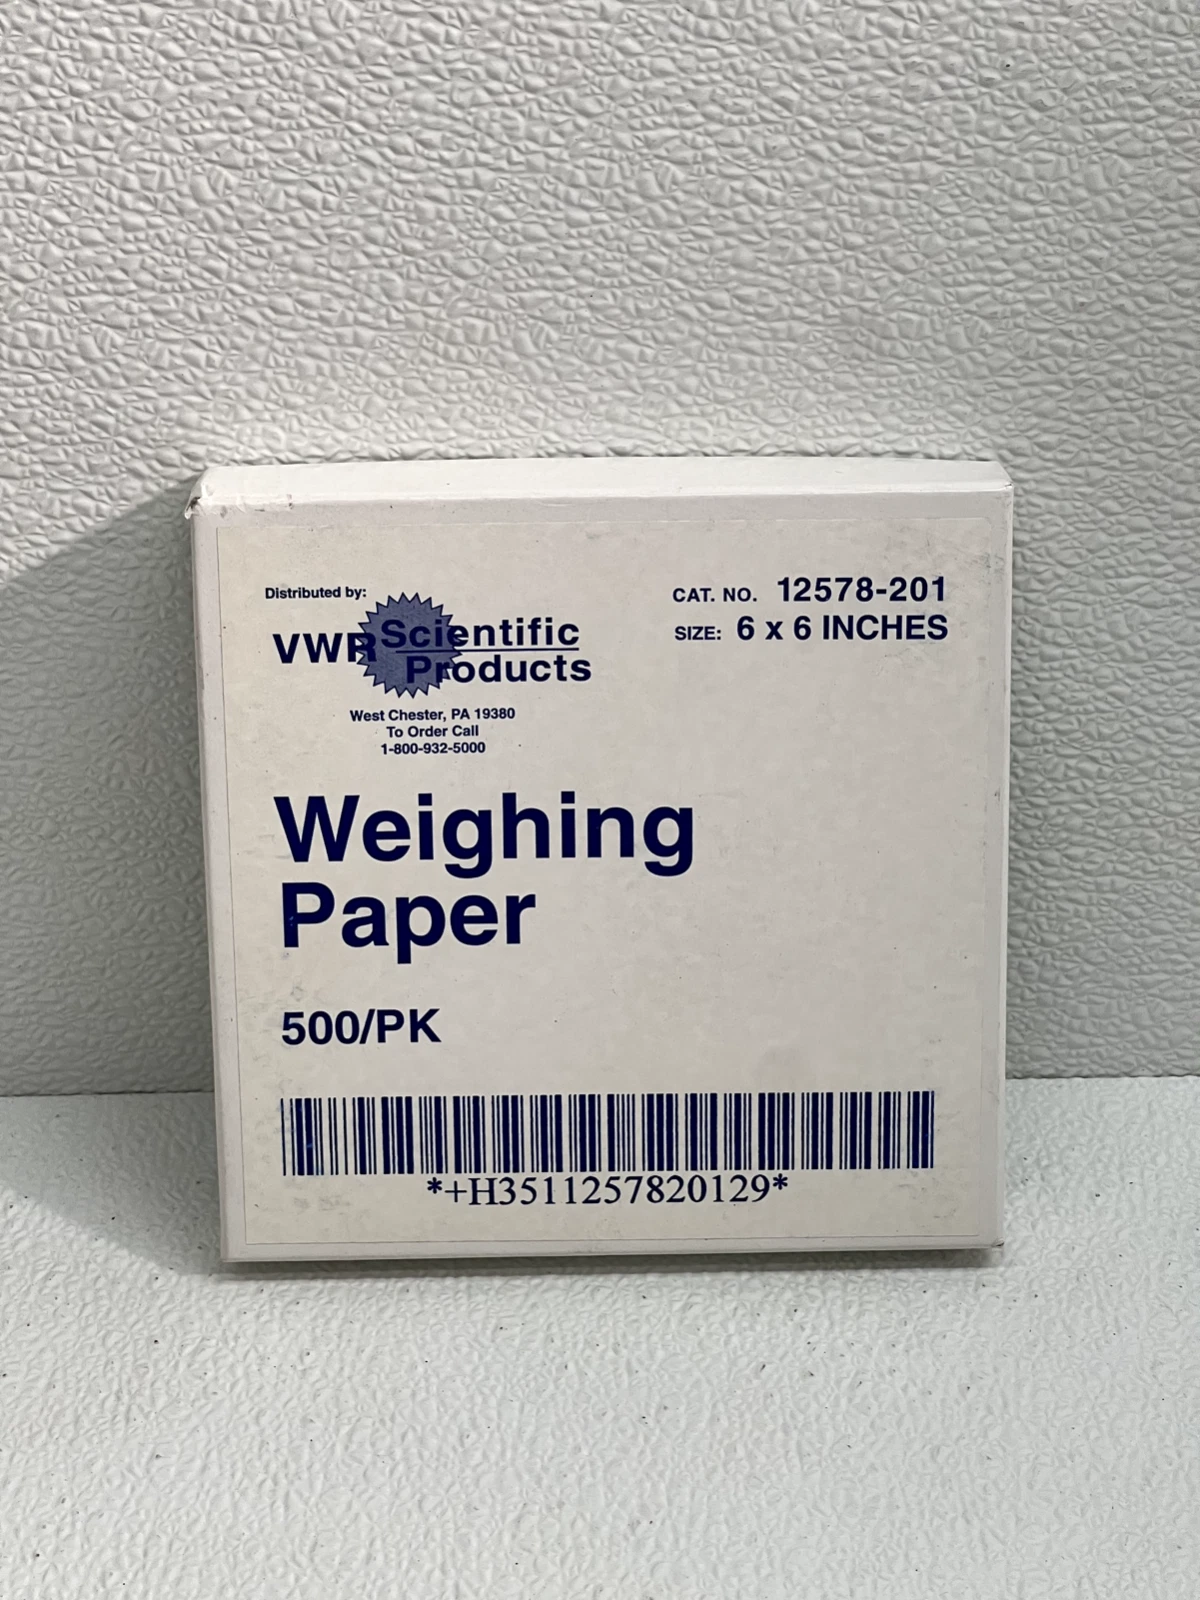 Distributed by:
VWR Scientific
Products
West Chester, PA 19380
To Order Call
1-800-932-5000
CAT. NO. 12578-201
SIZE: 6 x 6 INCHES
Weighing
Paper
500/PK
*+H3511257820129*